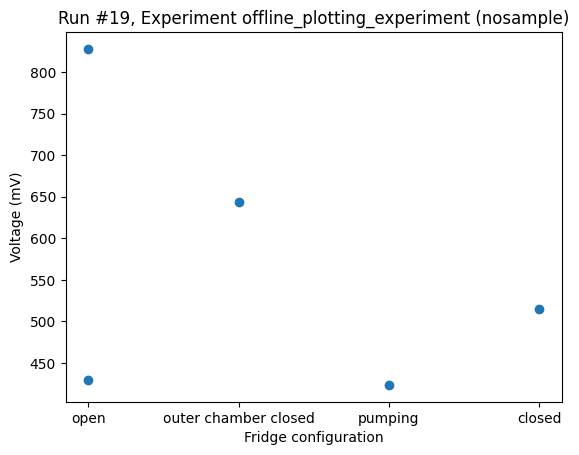 Run #19, Experiment offline_plotting_experiment (nosample)
Voltage (mV)
800
750
700
650
600
550
500
450
open outer chamber closed pumping closed
Fridge configuration